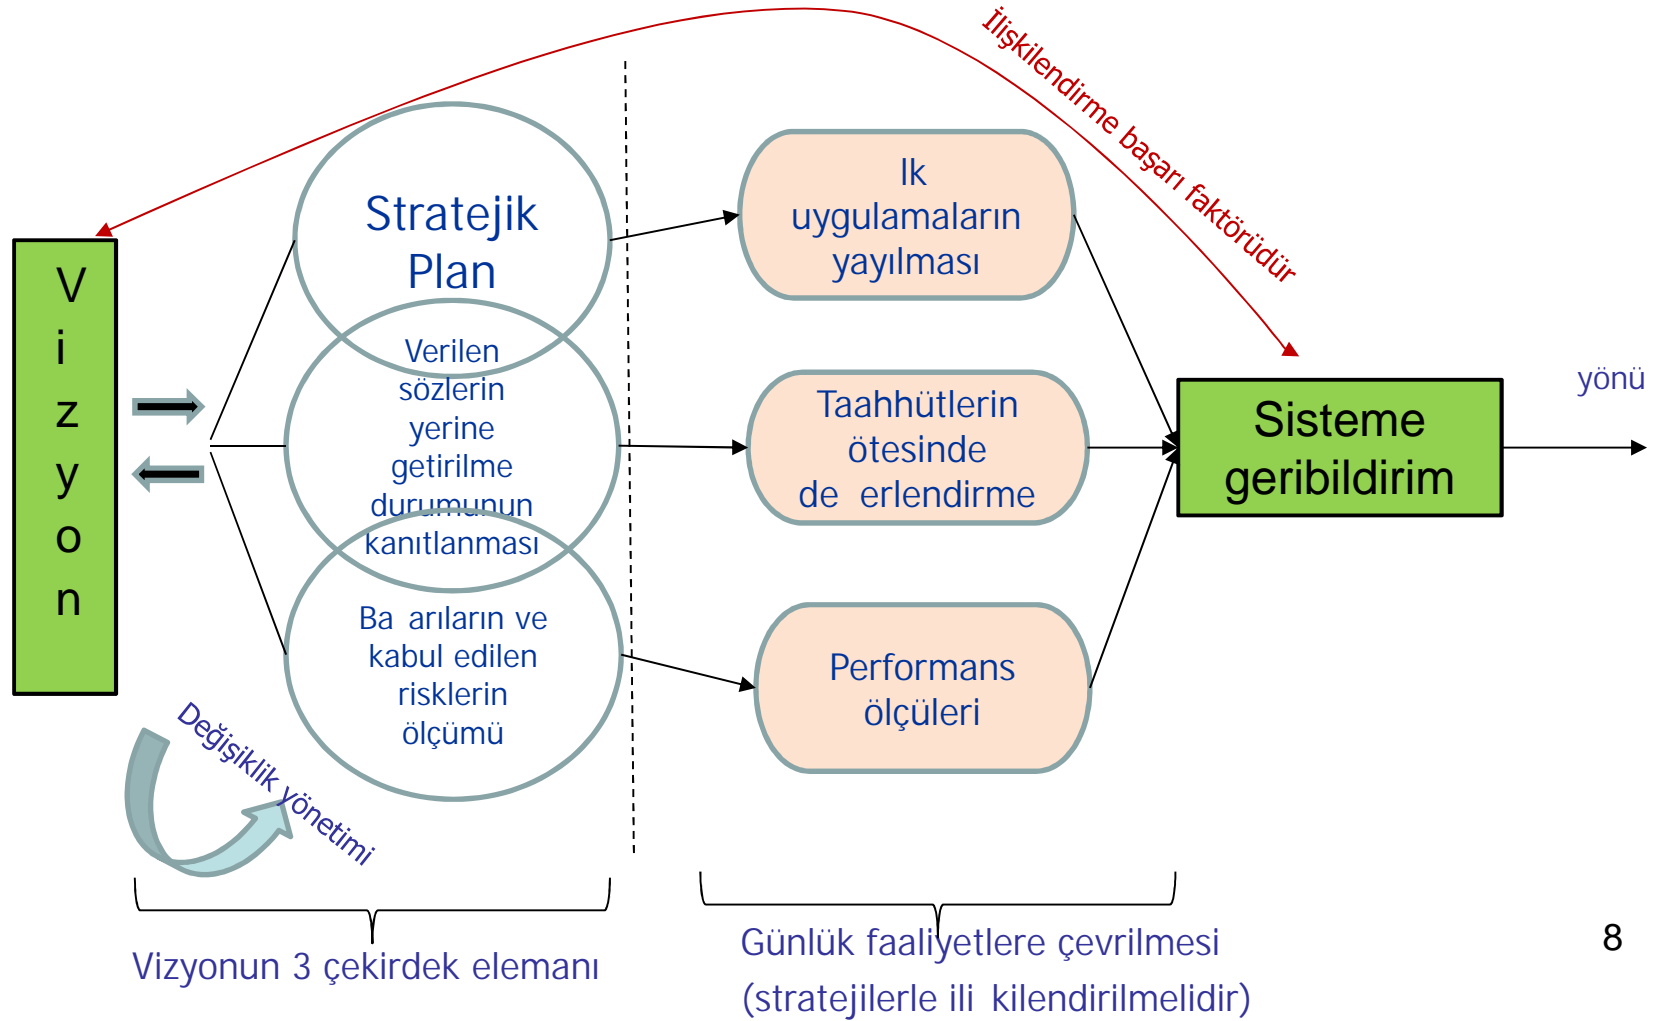 İlişkilendirme başarı faktörüdür
Vizyon
Stratejik
Plan
Verilen
sözlerin
yerine
getirilme
durumunun
kanıtlanması
Ba arıların ve
kabul edilen
risklerin
ölçümü
Ik
uygulamaların
yayılması
Taahhütlerin
ötesinde
de erlendirme
Performans
ölçüleri
Sisteme
geribildirim
yönü
Değişiklik yönetimi
Vizyonun 3 çekirdek elemanı
Günlük faaliyetlere çevrilmesi
(stratejilerle ili kilendirilmelidir)
8